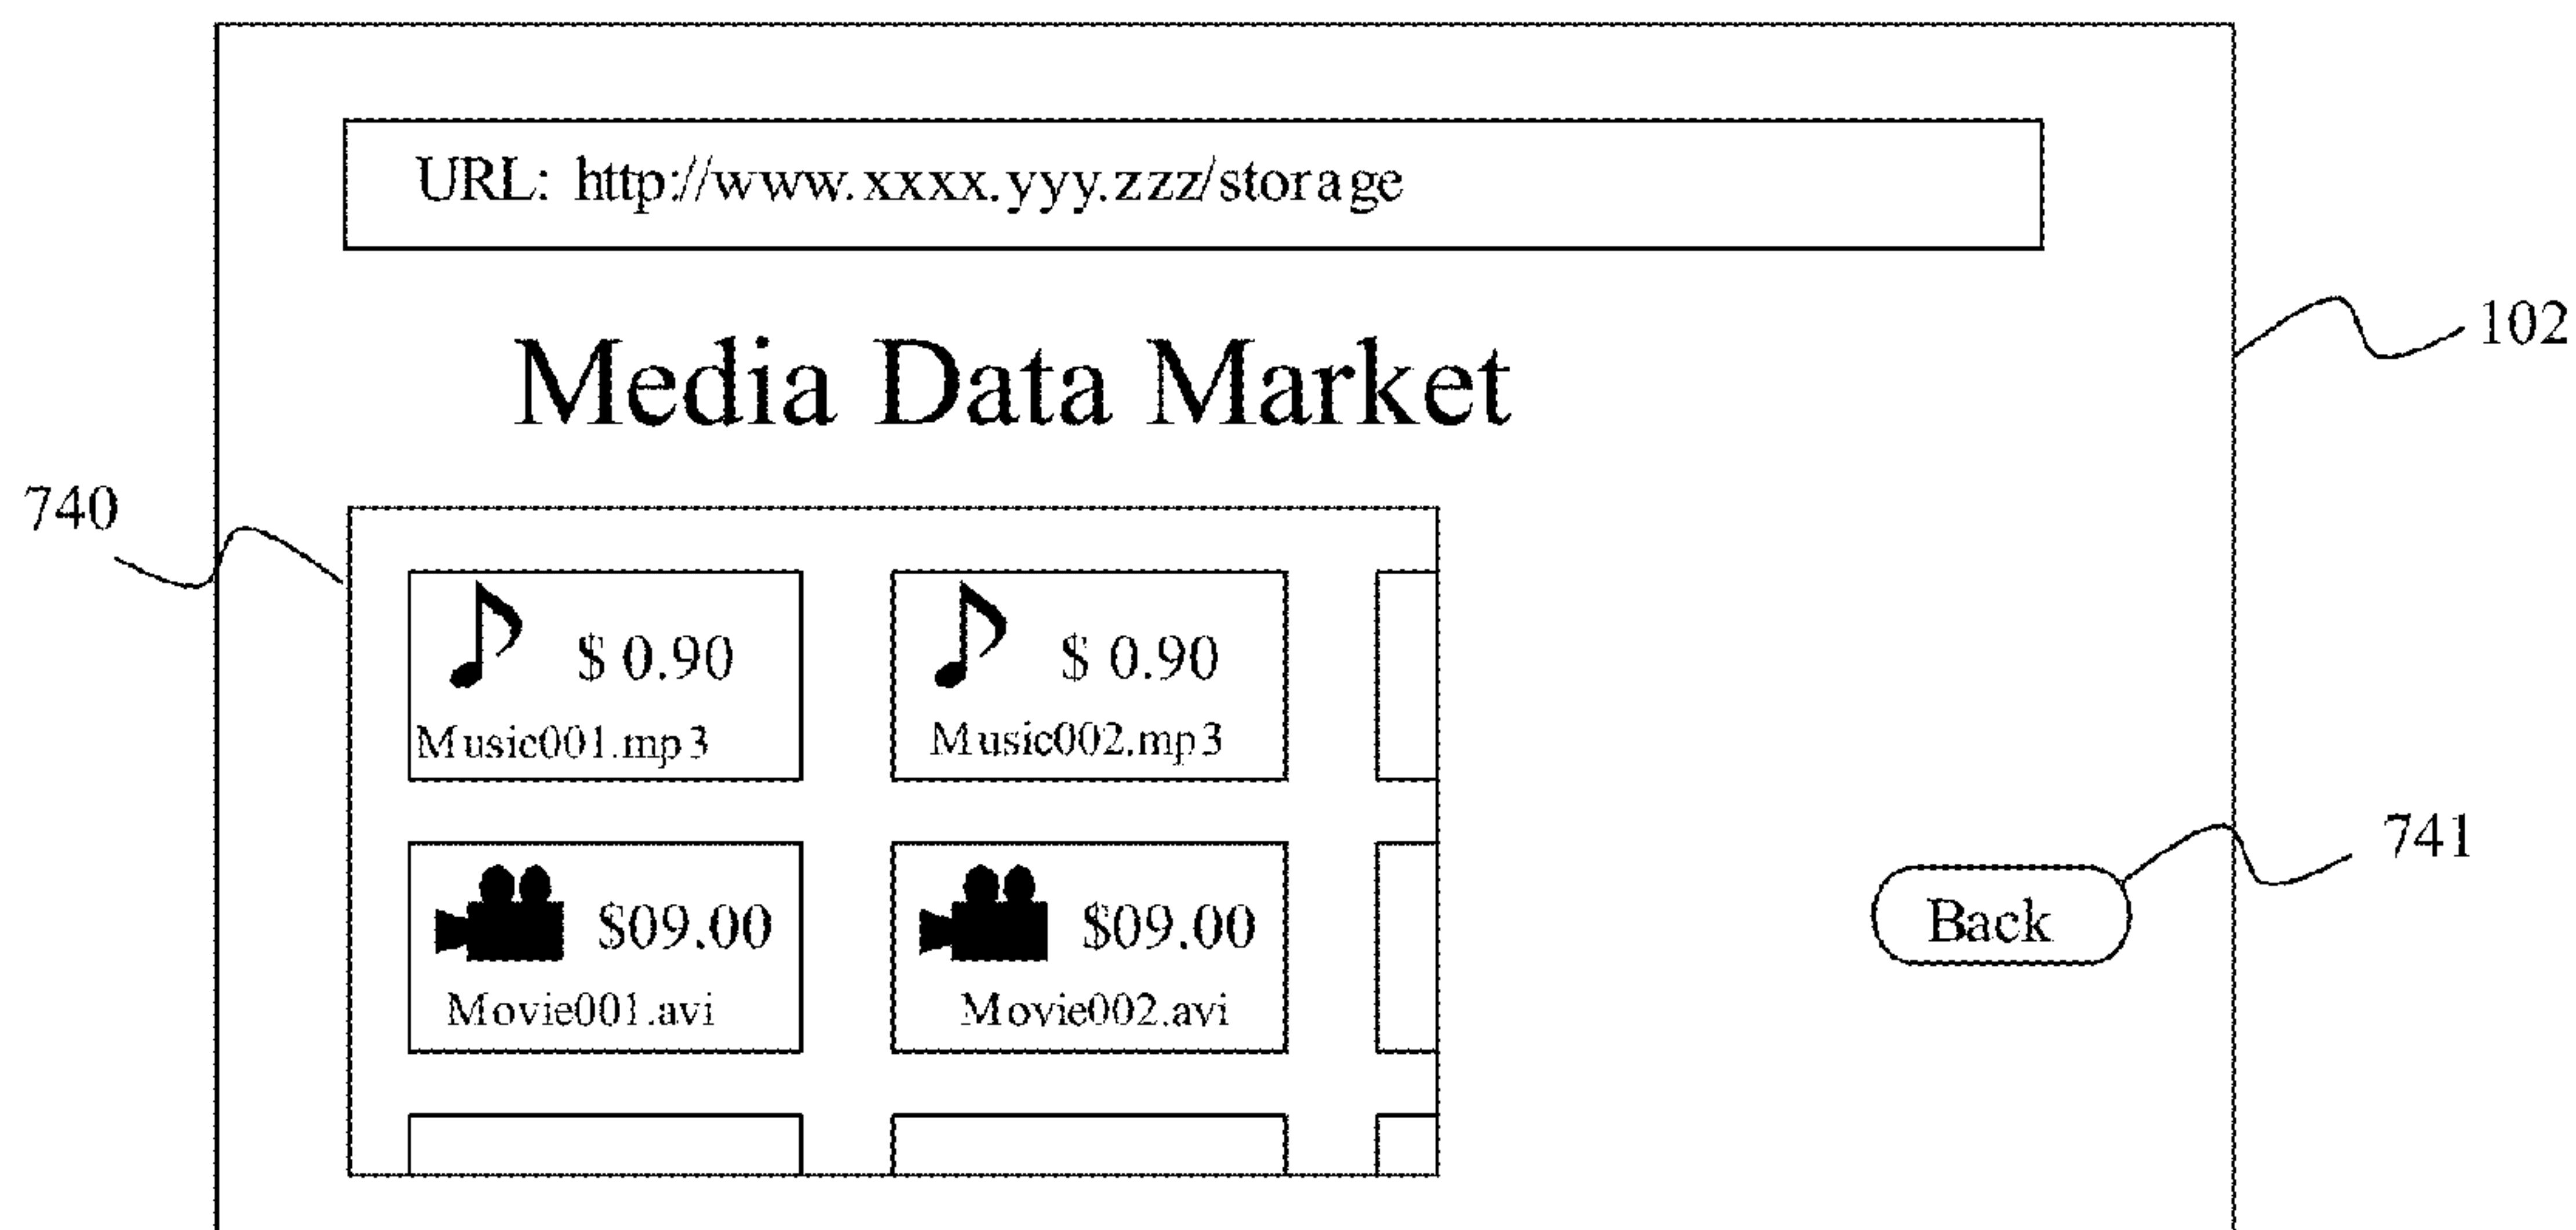 URL: http://www.xxxx.yyy.zzz/storage
102
Media Data Market
740
$ 0.90
$ 0.90
Music001.mp3
Music002.mp3
741
$09.00
$09.00
Back
Movie001.avi
Movie002.avi